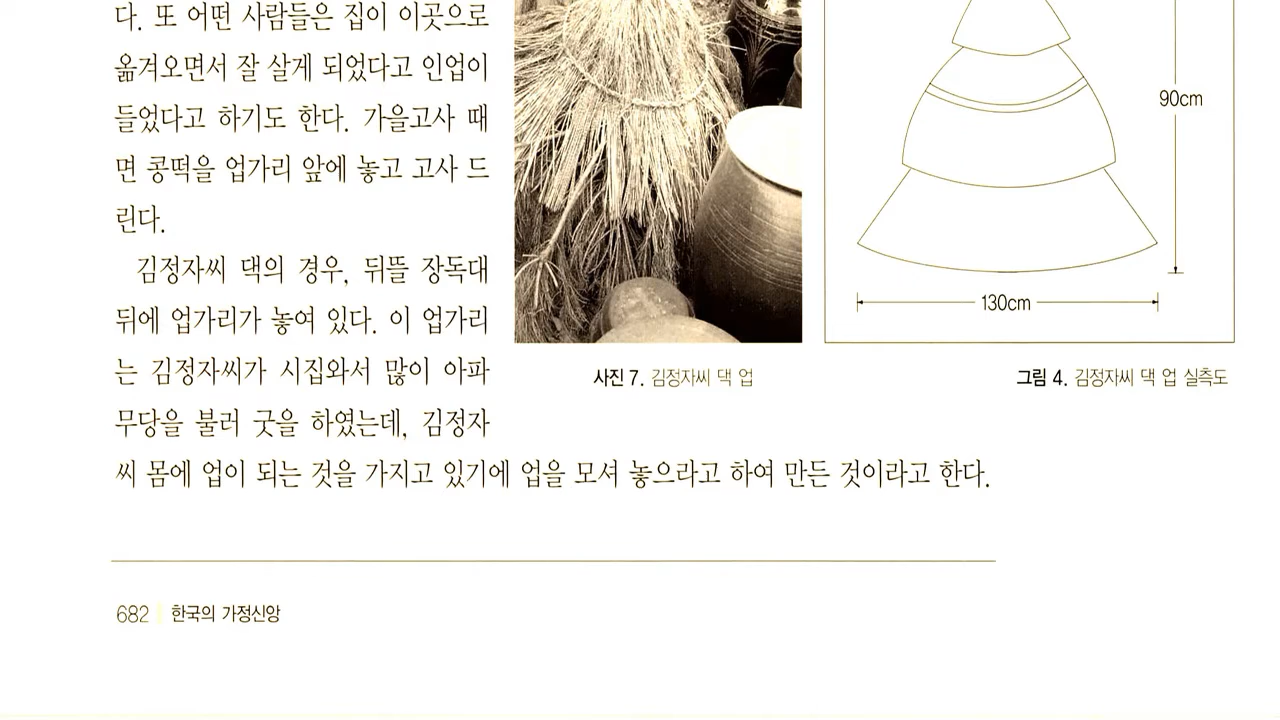 다. 또 어떤 사람들은 집이 이곳으로
옮겨오면서 잘 살게 되었다고 인업이
들었다고 하기도 한다. 가을고사 때
면 콩떡을 업가리 앞에 놓고 고사 드
린다.
김정자씨 댁의 경우, 뒤뜰 장독대
뒤에 업가리가 놓여 있다. 이 업가리
는 김정자씨가 시집와서 많이 아파
무당을 불러 굿을 하였는데, 김정자
씨 몸에 업이 되는 것을 가지고 있기에 업을 모셔 놓으라고 하여 만든 것이라고 한다.
90cm
130cm
사진 7. 김정자씨 댁 업
그림 4. 김정자씨 댁 업 실측도
682 한국의 가정신앙